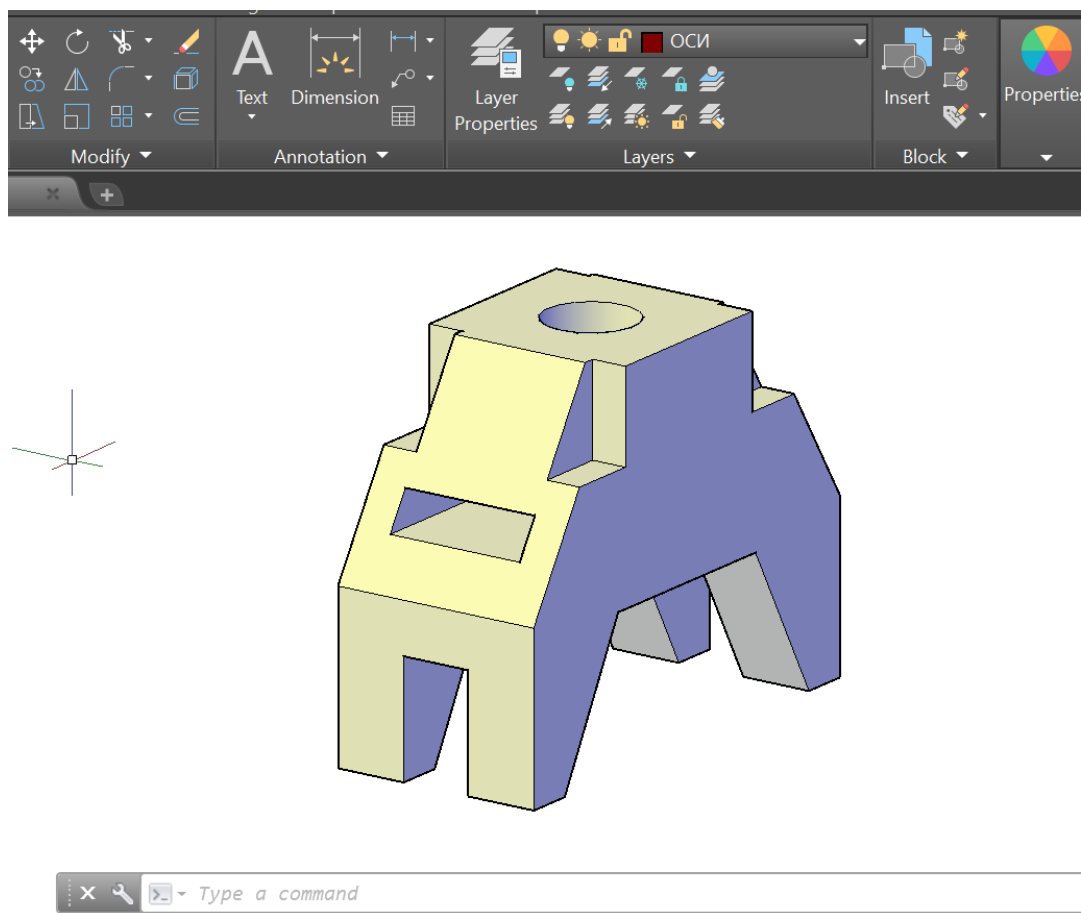 ОСИ
Text
Dimension
Layer
Properties
Insert
Properties
Modify
Annotation
Layers
Block
Type a command